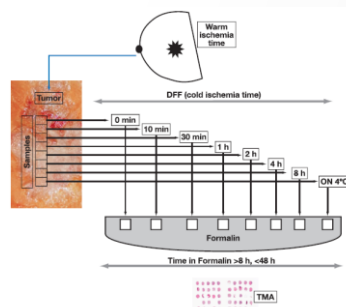 Warm
ischemia
time
Tumor
DFF (cold ischemia time)
Samples
0 min
10 min
30 min
1 h
2 h
4 h
8 h
ON 4°C
Formalin
Time in Formalin >8 h, <48 h
TMA